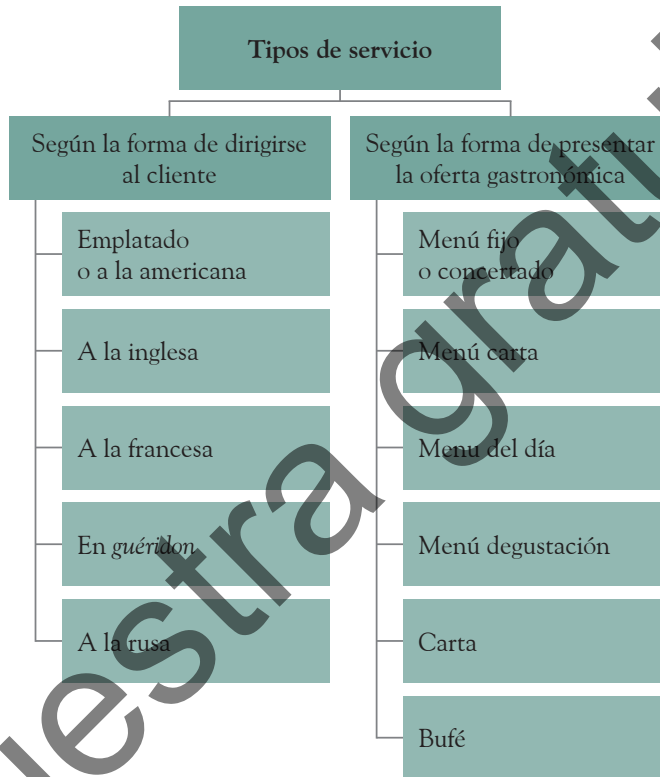 Tipos de servicio
Según la forma de dirigirse
al cliente
Emplatado
o a la americana
A la inglesa
A la francesa
En guéridon
A la rusa
Según la forma de presentar
la oferta gastronómica
Menú fijo
o concertado
Menú carta
Menu del día
Menú degustación
Carta
Bufé